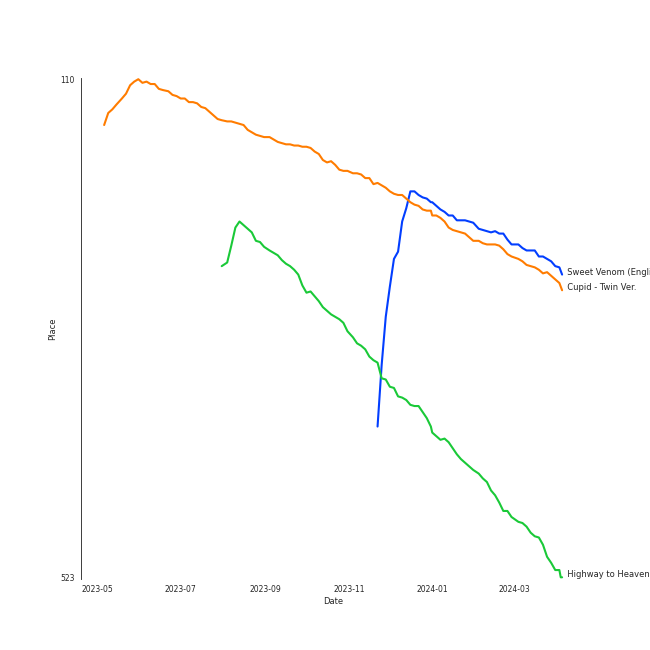 110
Place
523
2023-05 2023-07 2023-09 2023-11 2024-01 2024-03
Date
Sweet Venom (Engli
Cupid - Twin Ver.
Highway to Heaven